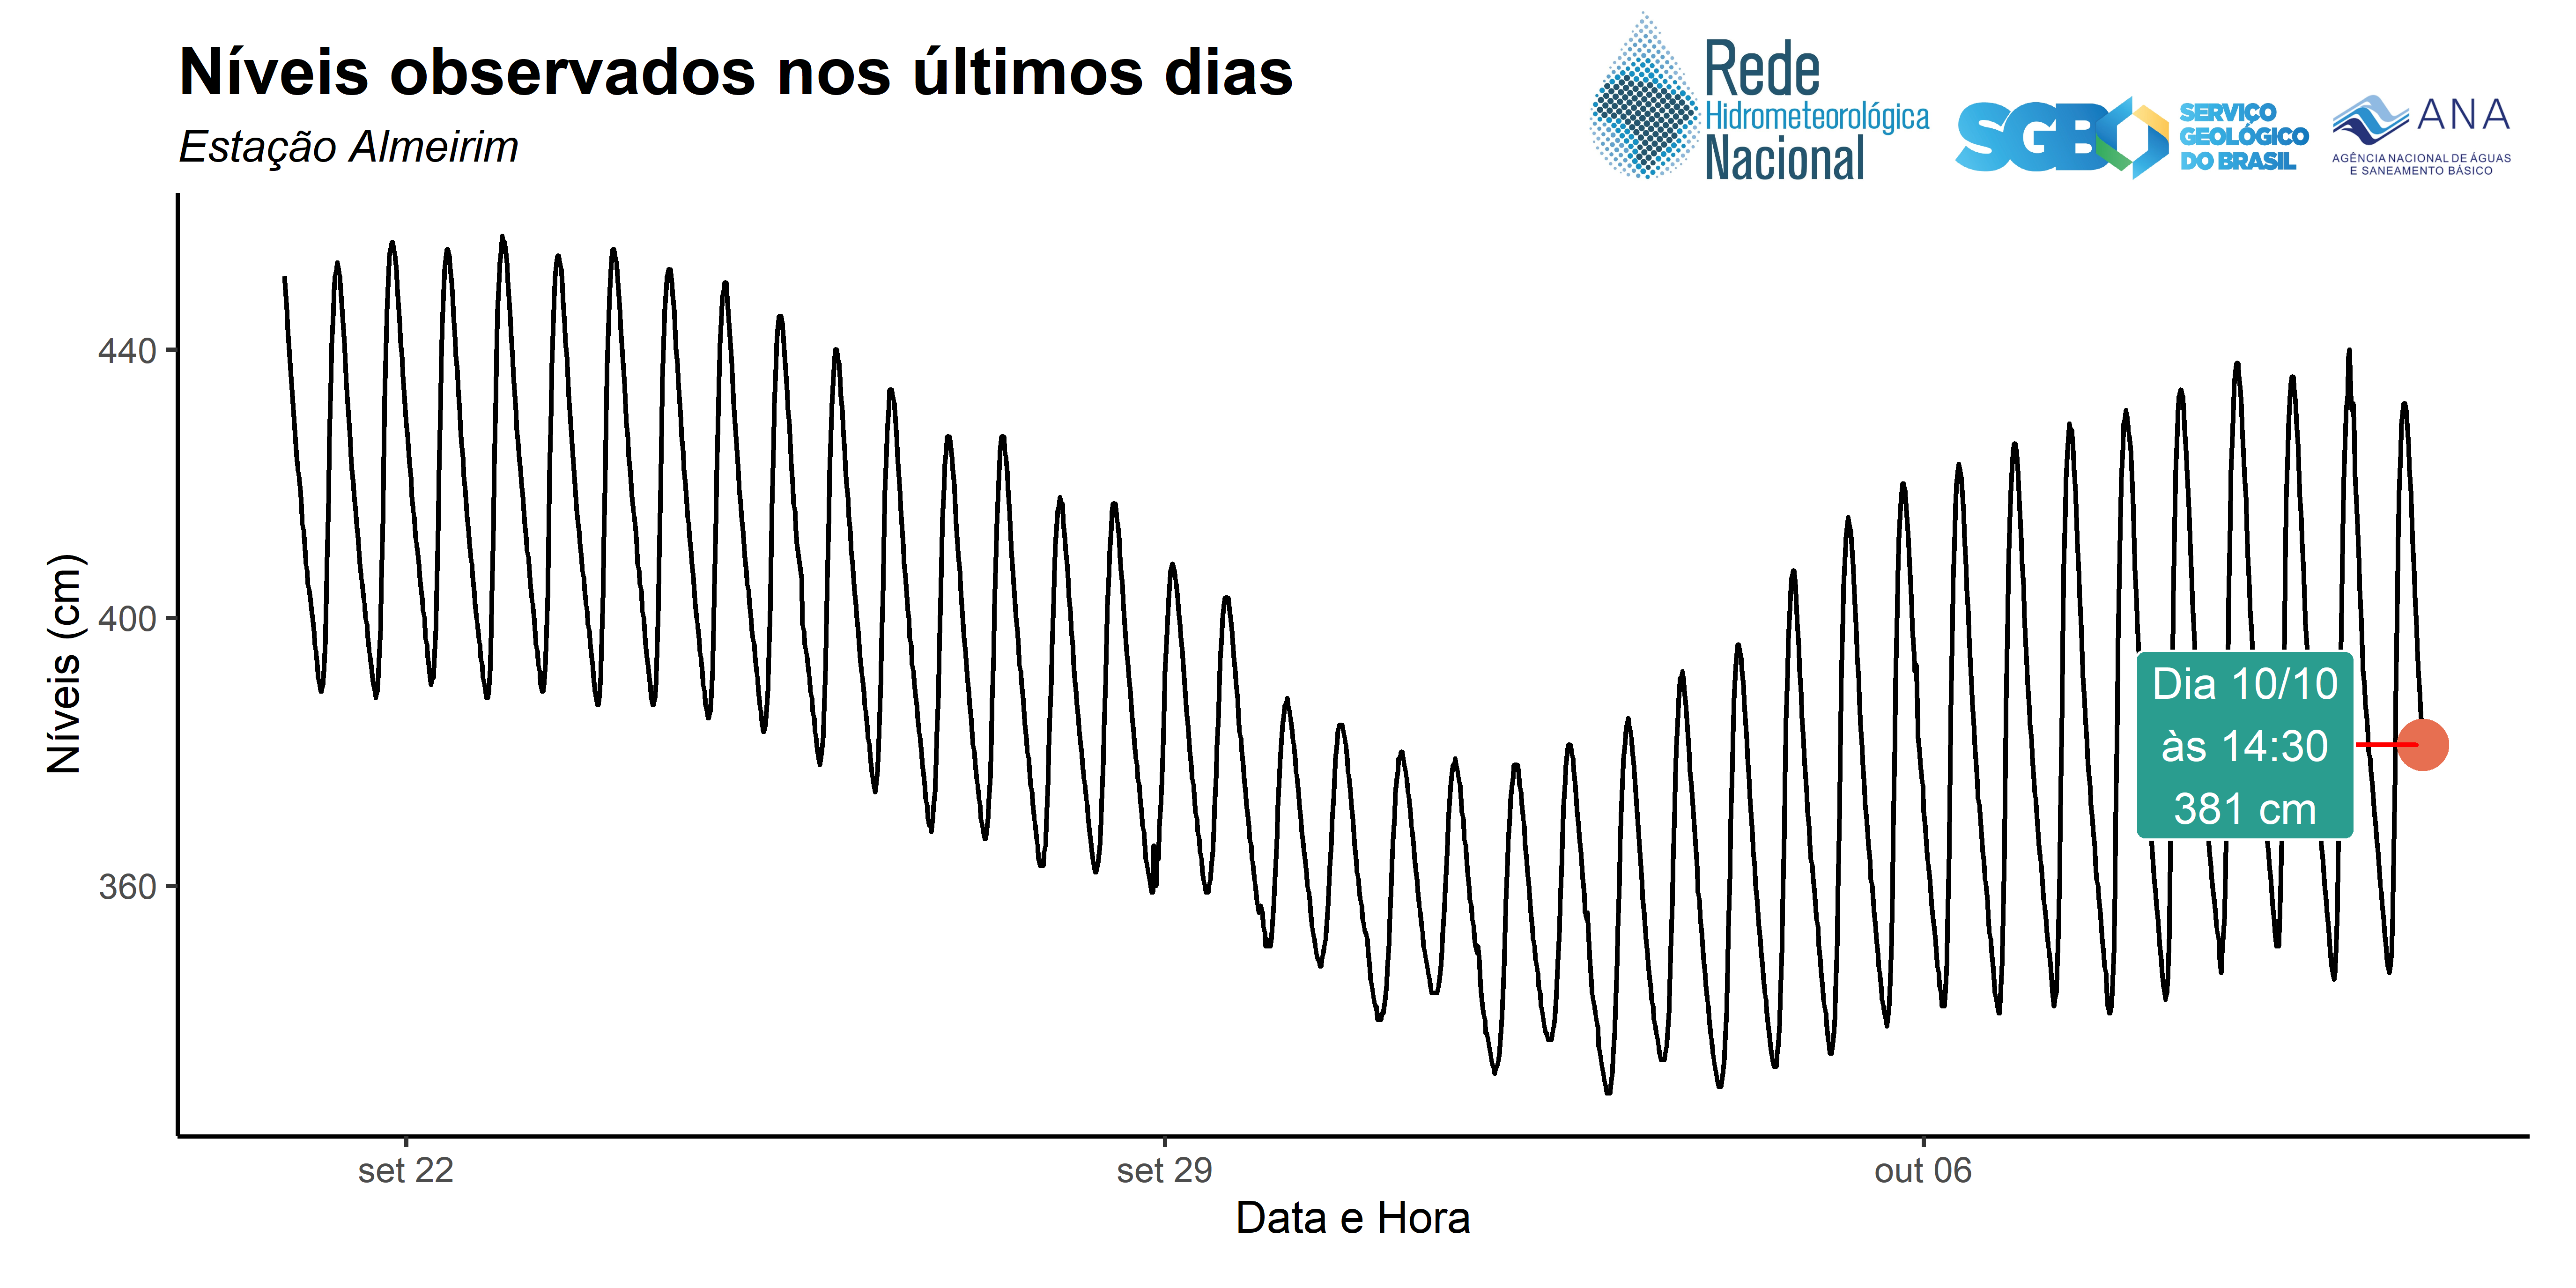 Níveis observados nos últimos dias
Estação Almeirim
Rede
Hidrometeorológica
Nacional
SGB
SERVIÇO
GEOLÓGICO
DO BRASIL
ANA
AGÊNCIA NACIONAL DE ÁGUAS
E SANEAMENTO BÁSICO
Níveis (cm)
440
400
360
Dia 10/10
às 14:30
381 cm
set 22
set 29
out 06
Data e Hora